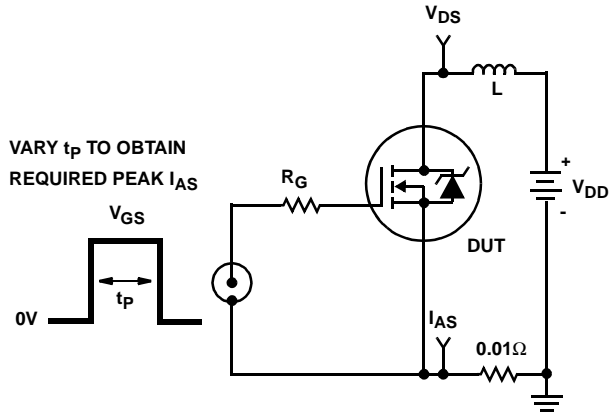 VDS
L
VARY tP TO OBTAIN
REQUIRED PEAK IAS
RG
+
VDD
-
VGS
DUT
tP
0V
IAS
0.01Ω